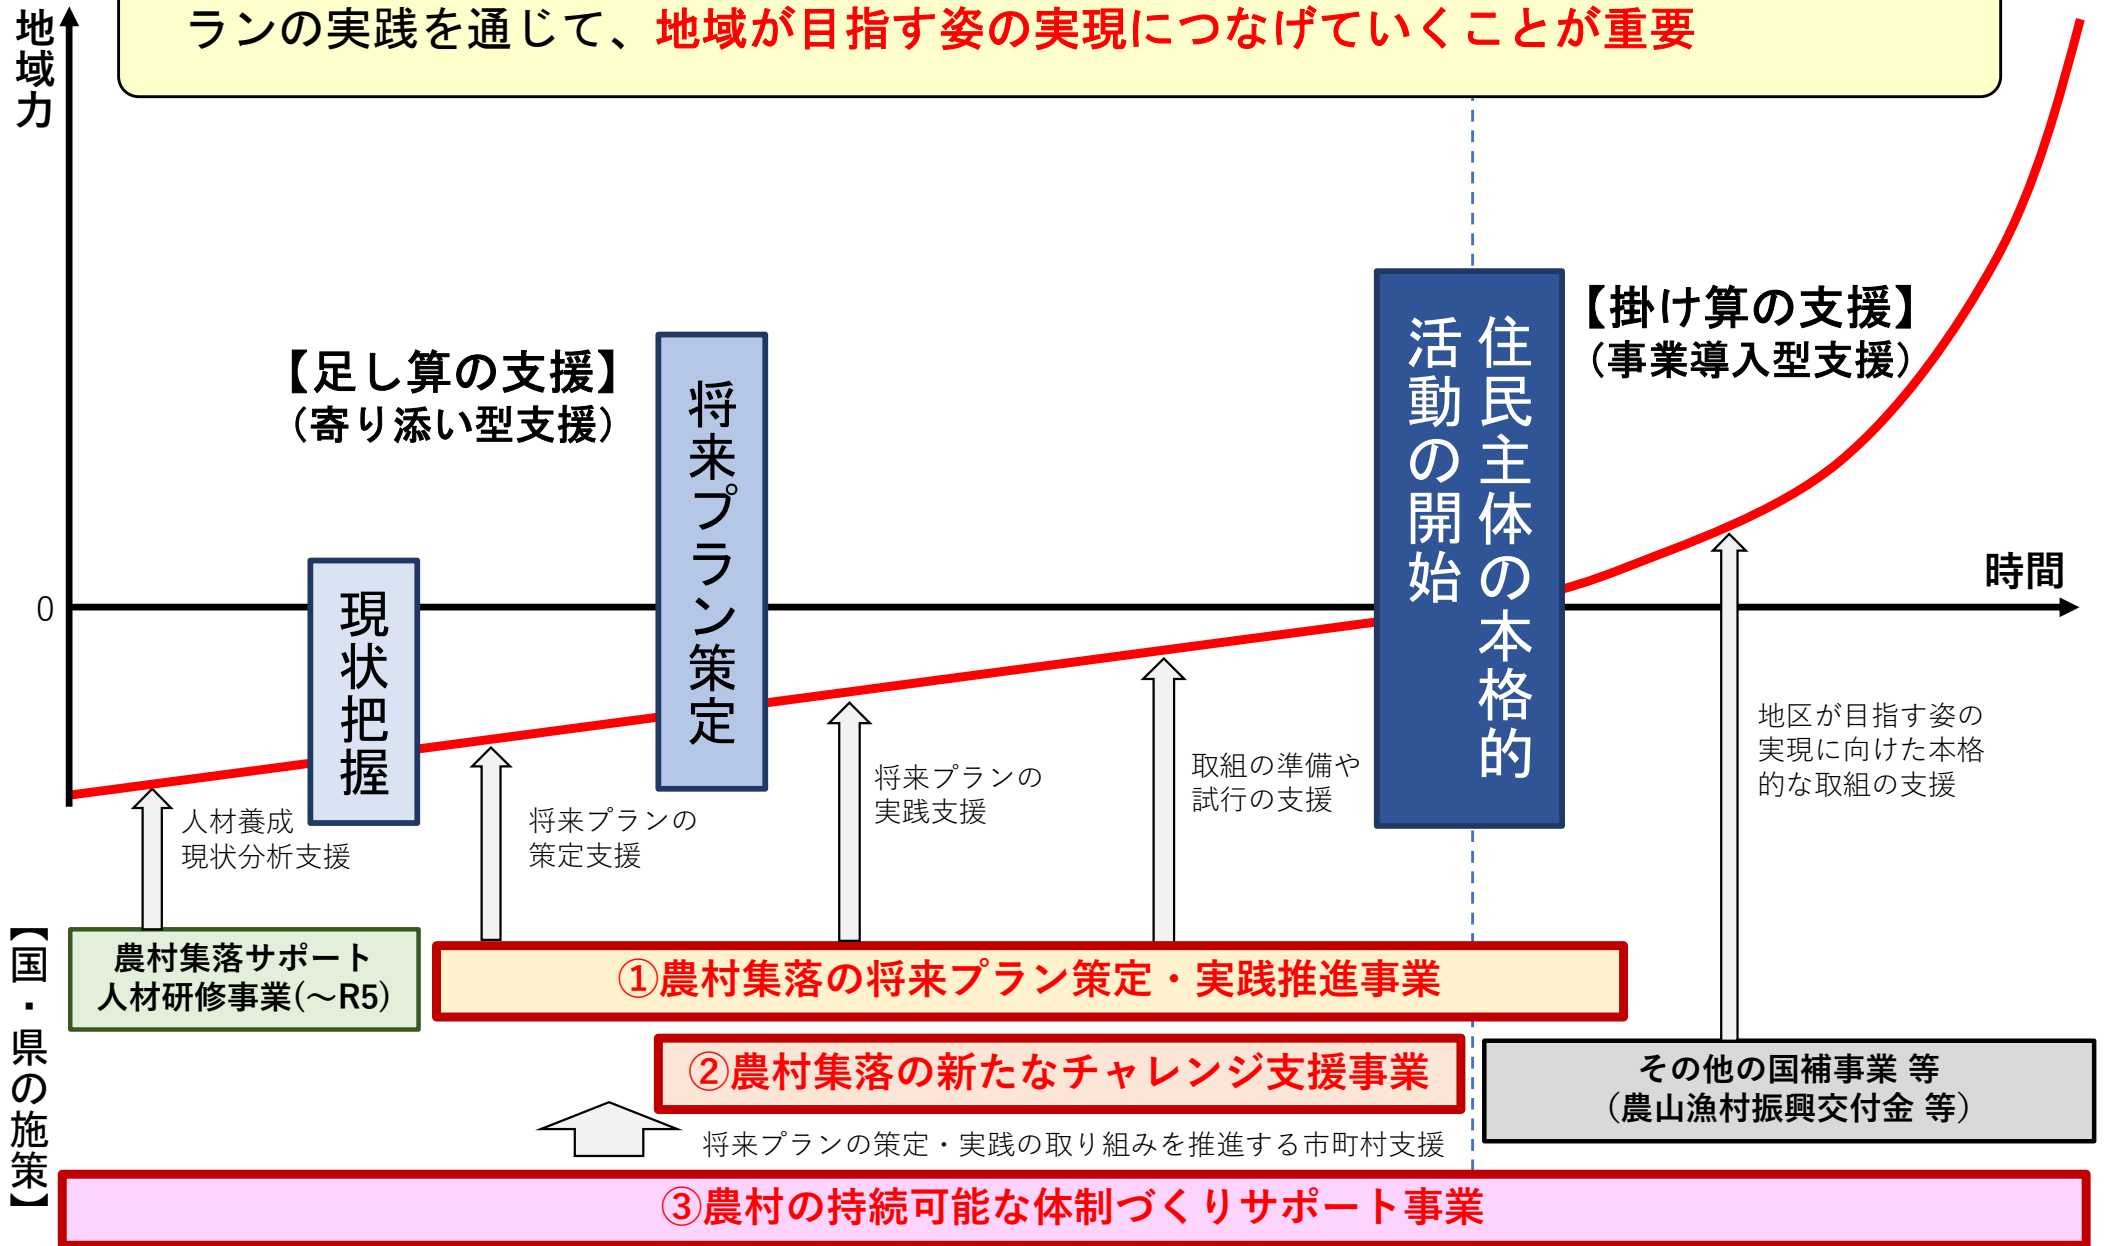 ランの実践を通じて、地域が目指す姿の実現につなげていくことが重要
地域力
【掛け算の支援】
（事業導入型支援）
【足し算の支援】
（寄り添い型支援）
将来プラン策定
住民主体の本格的
活動の開始
現状把握
時間
0
人材養成
現状分析支援
将来プランの
策定支援
将来プランの
実践支援
取組の準備や
試行の支援
地区が目指す姿の
実現に向けた本格
的な取組の支援
【国・県の施策】
農村集落サポート
人材研修事業(～R5)
①農村集落の将来プラン策定・実践推進事業
②農村集落の新たなチャレンジ支援事業
その他の国補事業 等
（農山漁村振興交付金 等）
将来プランの策定・実践の取り組みを推進する市町村支援
③農村の持続可能な体制づくりサポート事業